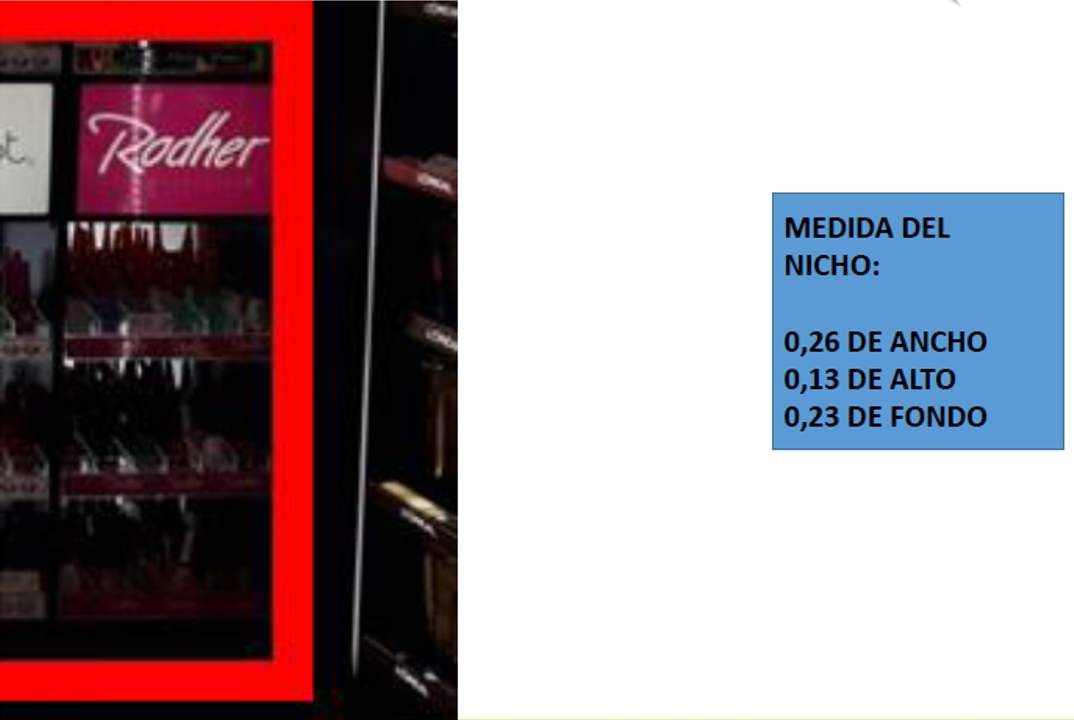 Rodher
MEDIDA DEL
NICHO:
0,26 DE ANCHO
0,13 DE ALTO
0,23 DE FONDO